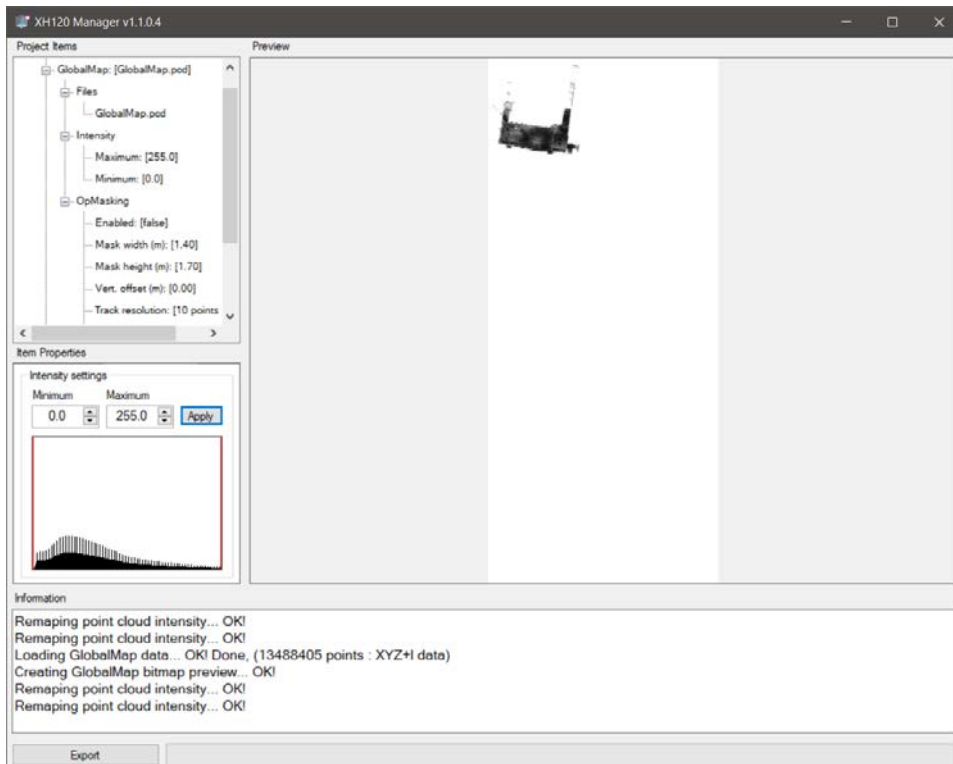 XH120 Manager v1.1.0.4
Project Items
GlobalMap: [GlobalMap.pod]
Files
GlobalMap.pod
Intensity
Maximum: [255.0]
Minimum: [0.0]
OpMasking
Enabled: [false]
Mask width (m): [1.40]
Mask height (m): [1.70]
Vert. offset (m): [0.00]
Track resolution: [10 points
Item Properties
Intensity settings
Minimum Maximum
0.0 255.0 Apply
Preview
Information
Remaping point cloud intensity... OK!
Remaping point cloud intensity... OK!
Loading GlobalMap data... OK! Done, (13488405 points : XYZ+I data)
Creating GlobalMap bitmap preview... OK!
Remaping point cloud intensity... OK!
Remaping point cloud intensity... OK!
Export